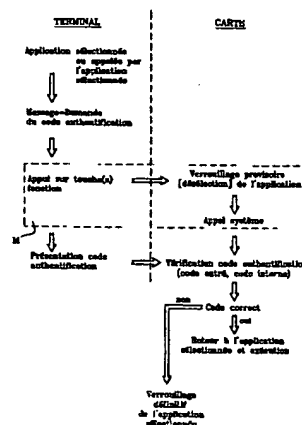 TERMINAL
CARTE
Application sélectionnée
ou appelée par
l'application
sélectionnée
Message-Demande
du code authentification
Appui sur touche(s)
fonction
Verrouillage provisoire
[désélection] de l'application
Appel système
M
Présentation code
authentification
Vérification code authentification
(code entré, code interne)
non
Code correct
oui
Retour à l'application
sélectionnée et exécution
Verrouillage
définitif
de l'application
sélectionnée